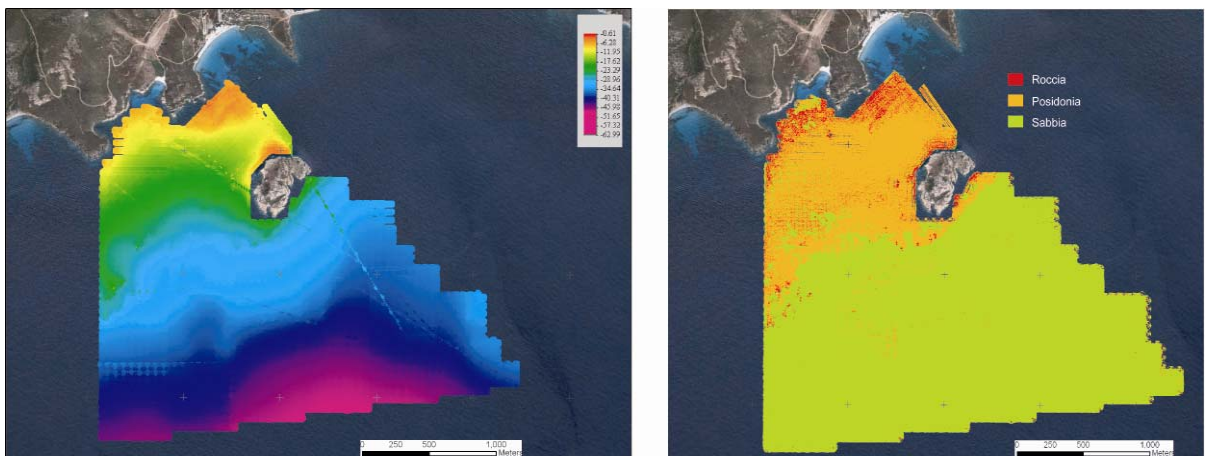 -0.61
-6.28
-11.95
-17.62
-23.29
-28.96
-34.64
-40.31
-45.98
-51.65
-57.32
-62.99
0 250 500 1,000
Meters
Roccia
Posidonia
Sabbia
0 250 500 1,000
Meters